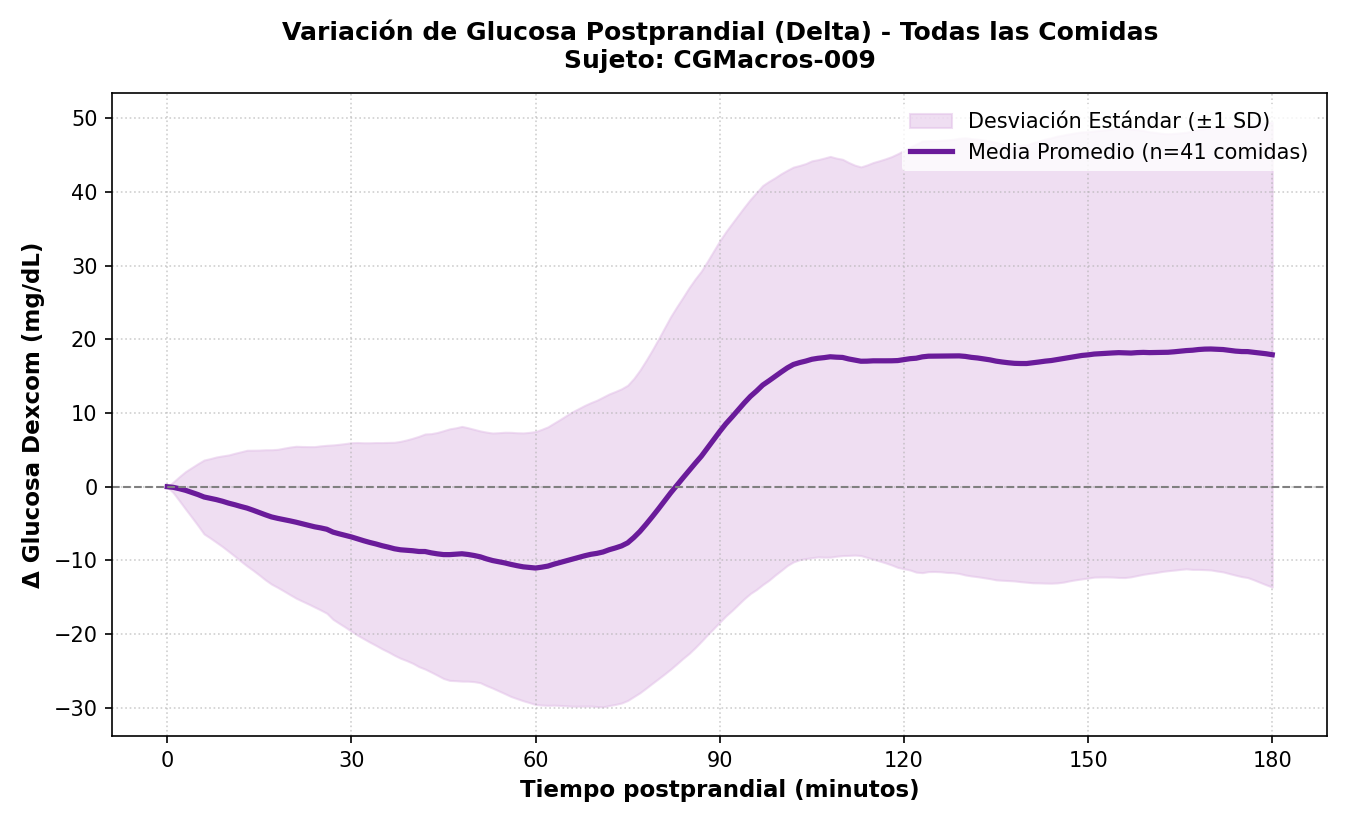 Variación de Glucosa Postprandial (Delta) - Todas las Comidas
Sujeto: CGMacros-009
Desviación Estándar (±1 SD)
Media Promedio (n=41 comidas)
Δ Glucosa Dexcom (mg/dL)
50
40
30
20
10
0
−10
−20
−30
0 30 60 90 120 150 180
Tiempo postprandial (minutos)